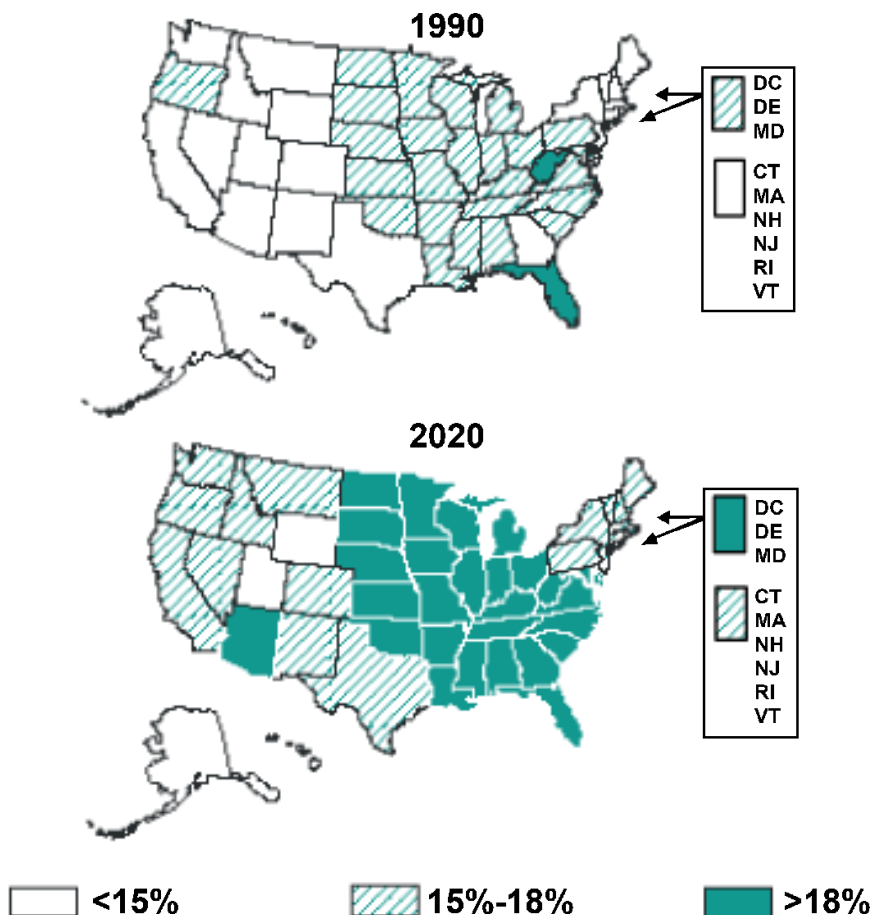 1990
DC
DE
MD
CT
MA
NH
NJ
RI
VT
2020
DC
DE
MD
CT
MA
NH
NJ
RI
VT
<15%
15%-18%
>18%